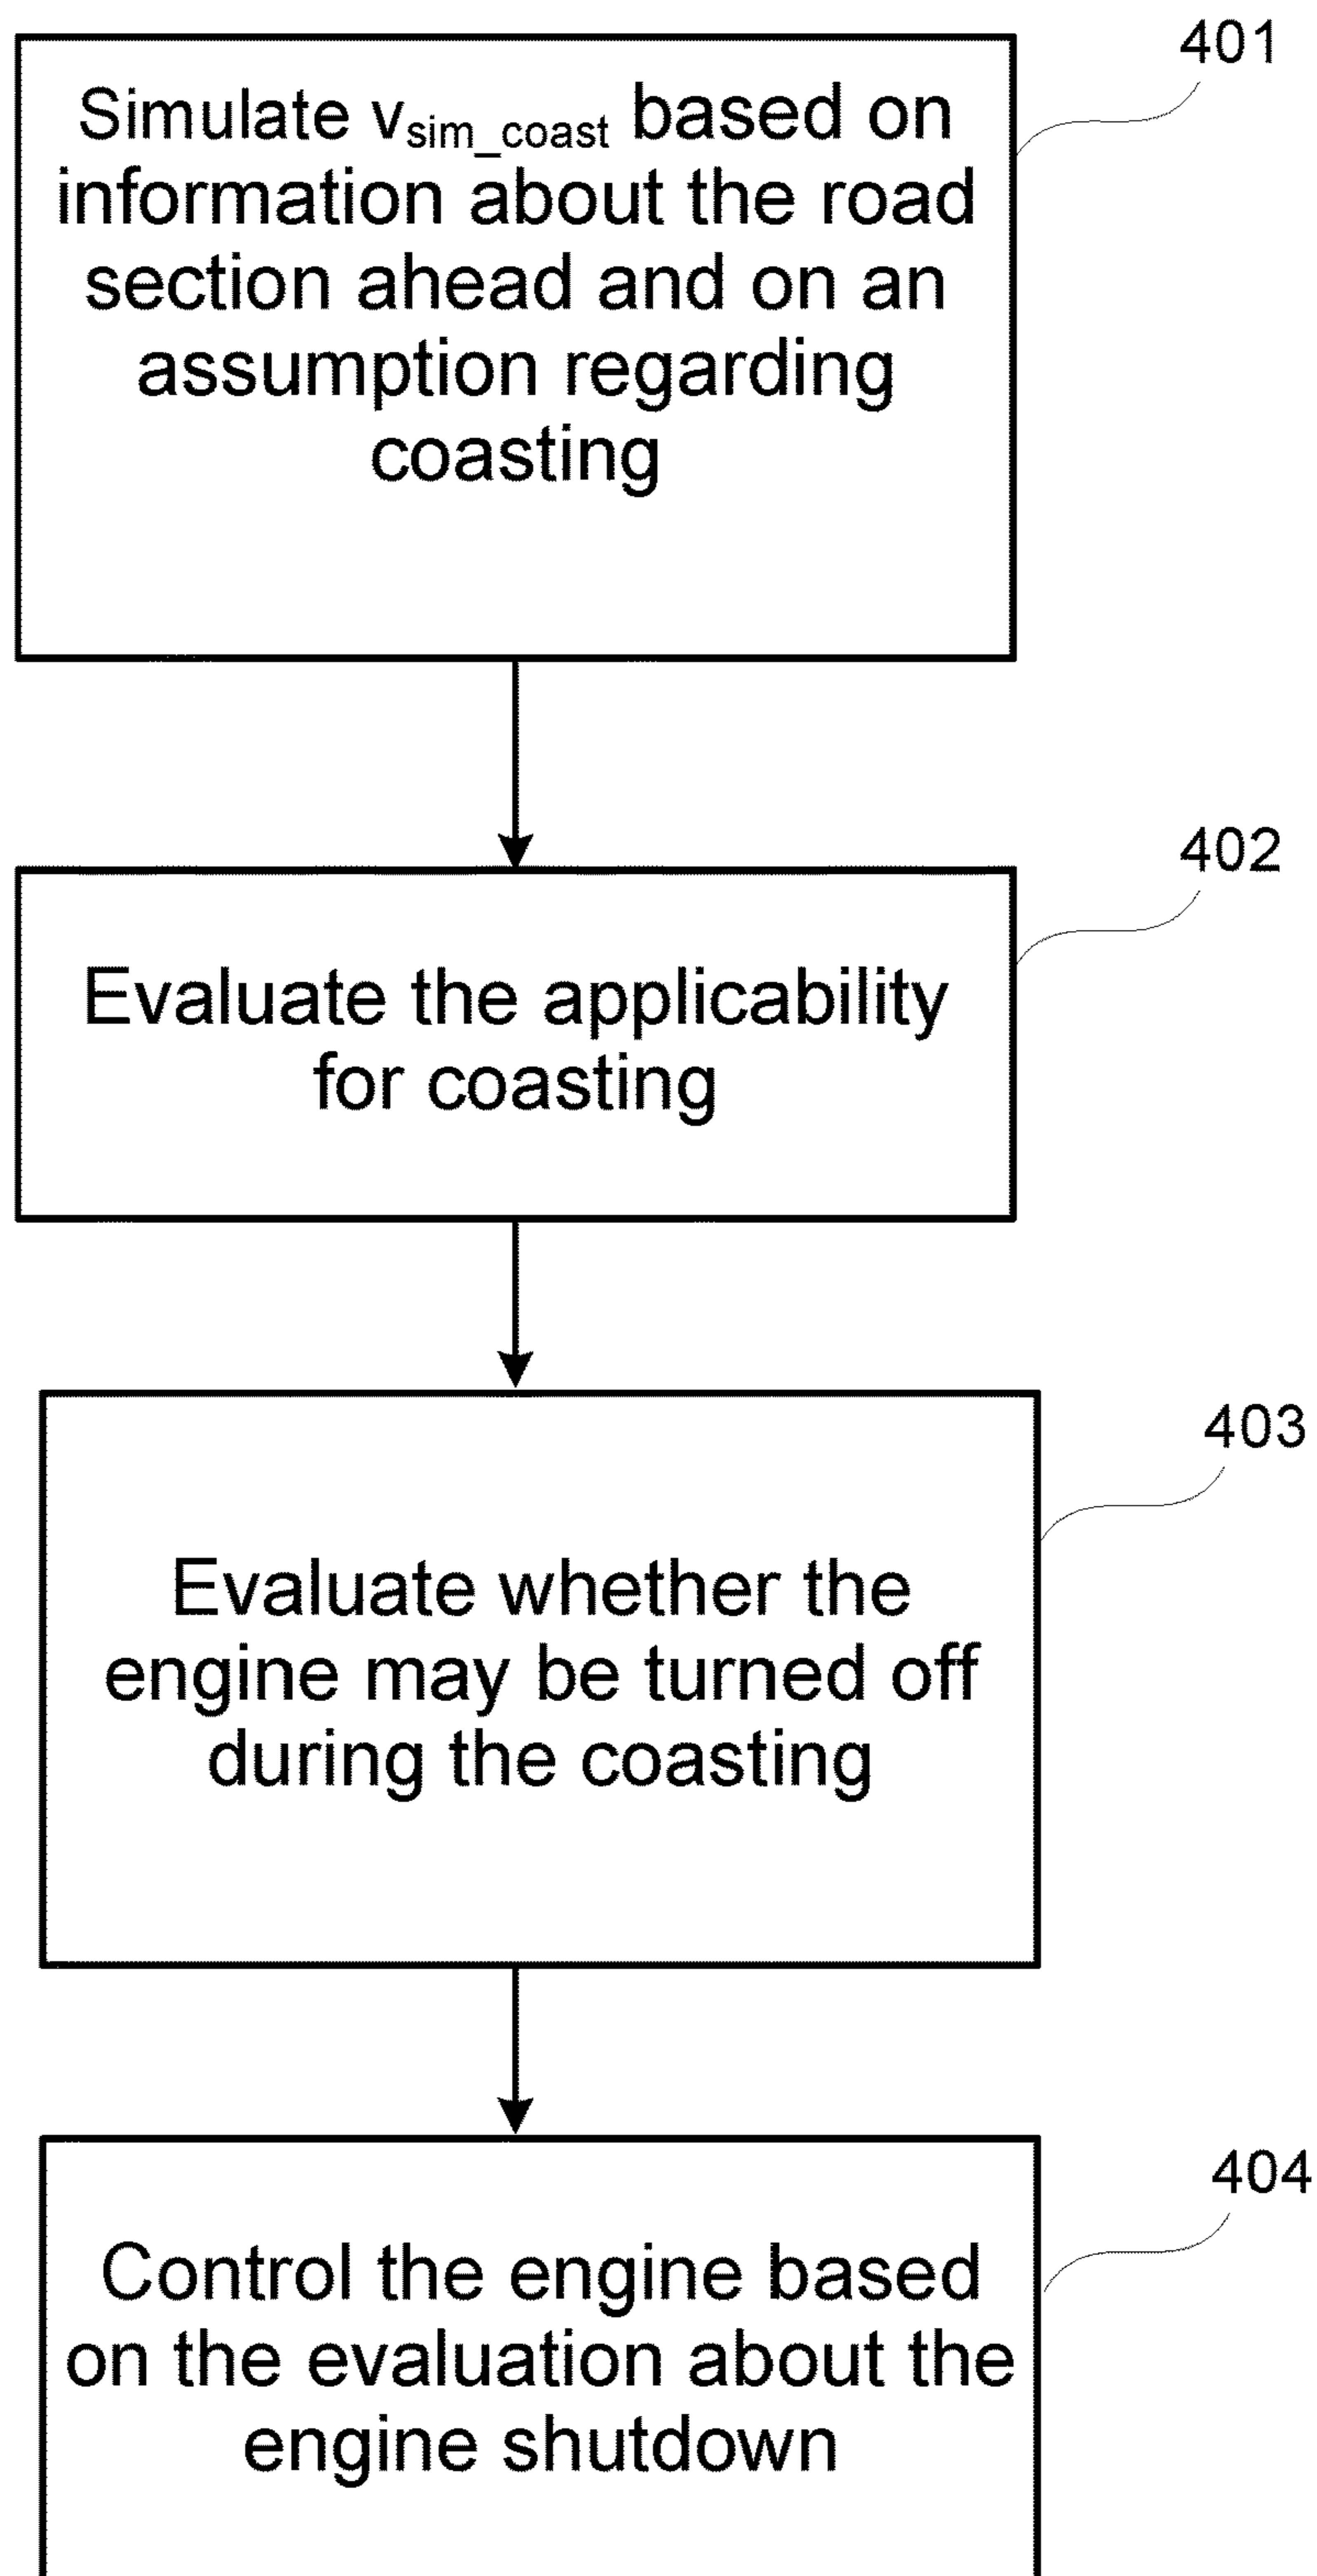 401
Simulate v_sim_coast based on
information about the road
section ahead and on an
assumption regarding
coasting
402
Evaluate the applicability
for coasting
403
Evaluate whether the
engine may be turned off
during the coasting
404
Control the engine based
on the evaluation about the
engine shutdown